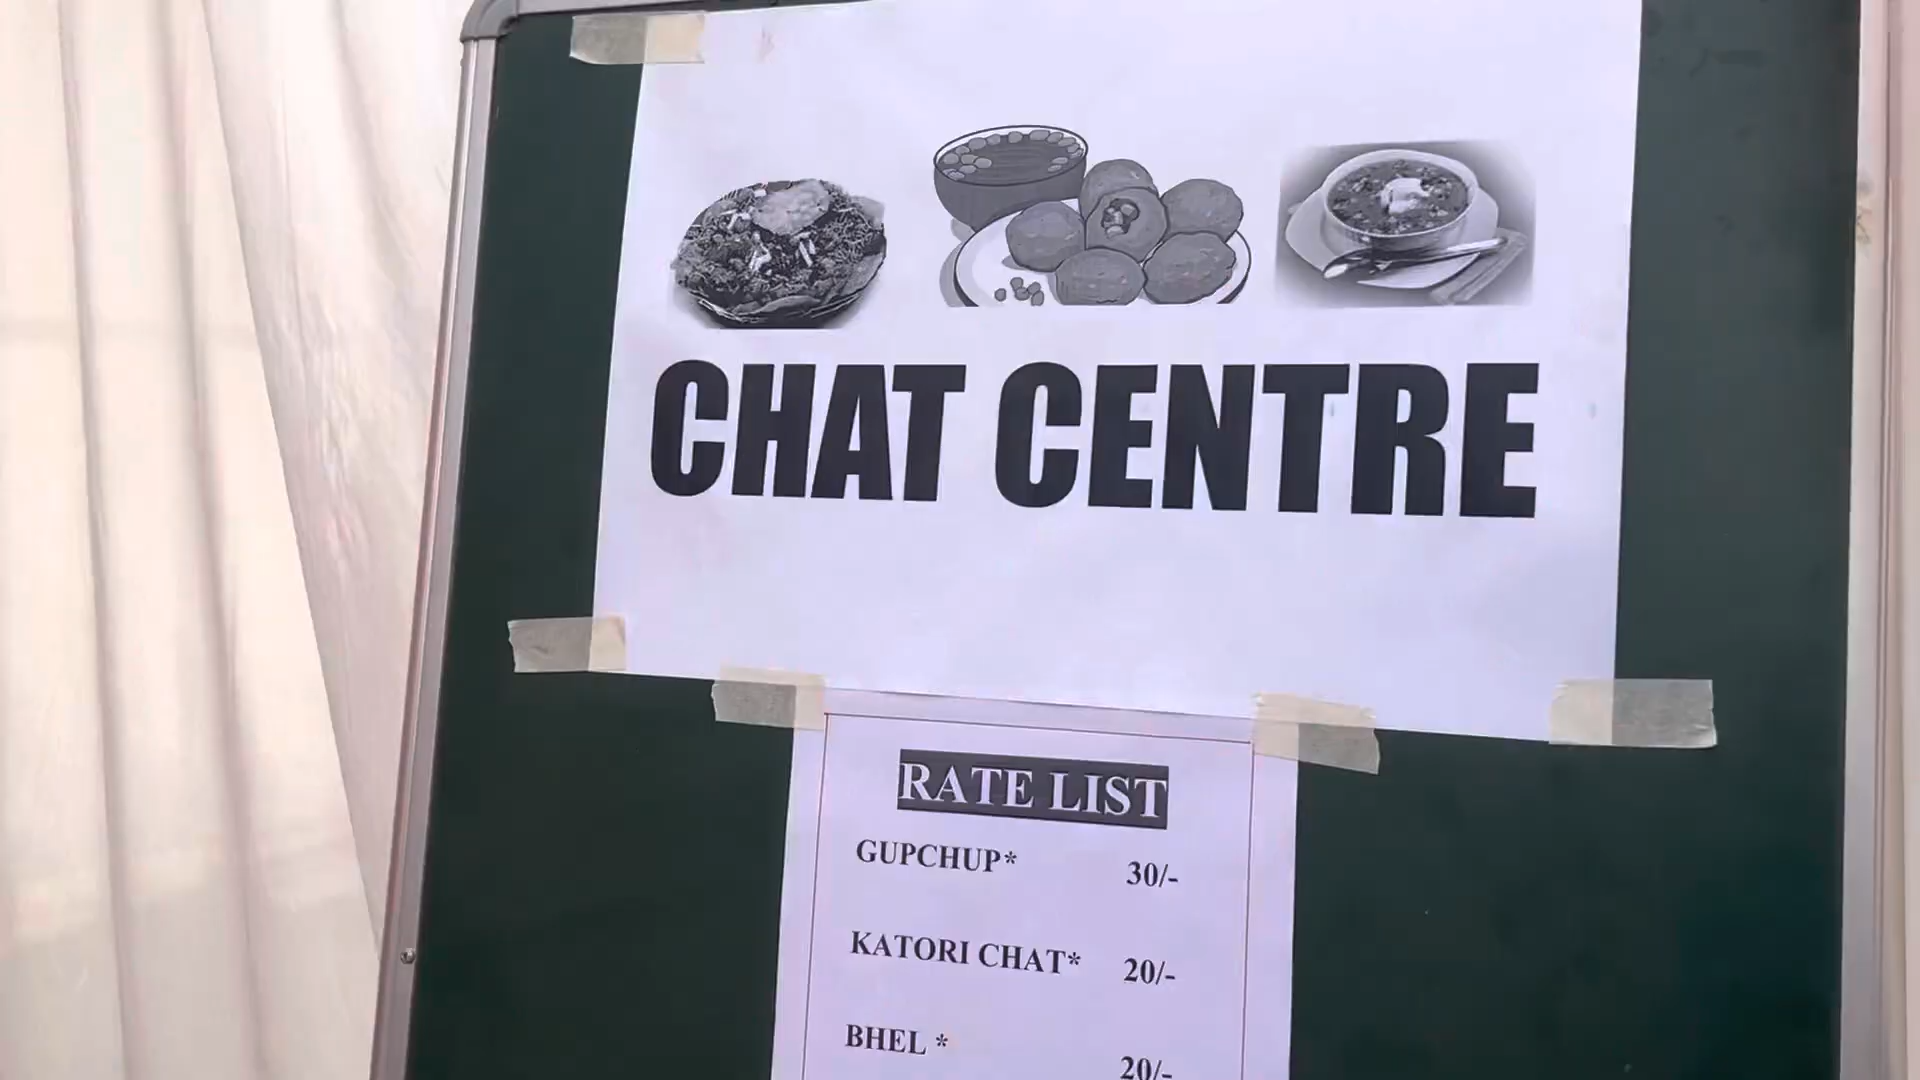 CHAT CENTRE
RATE LIST
GUPCHUP* 30/-
KATORI CHAT* 20/-
BHEL * 20/-